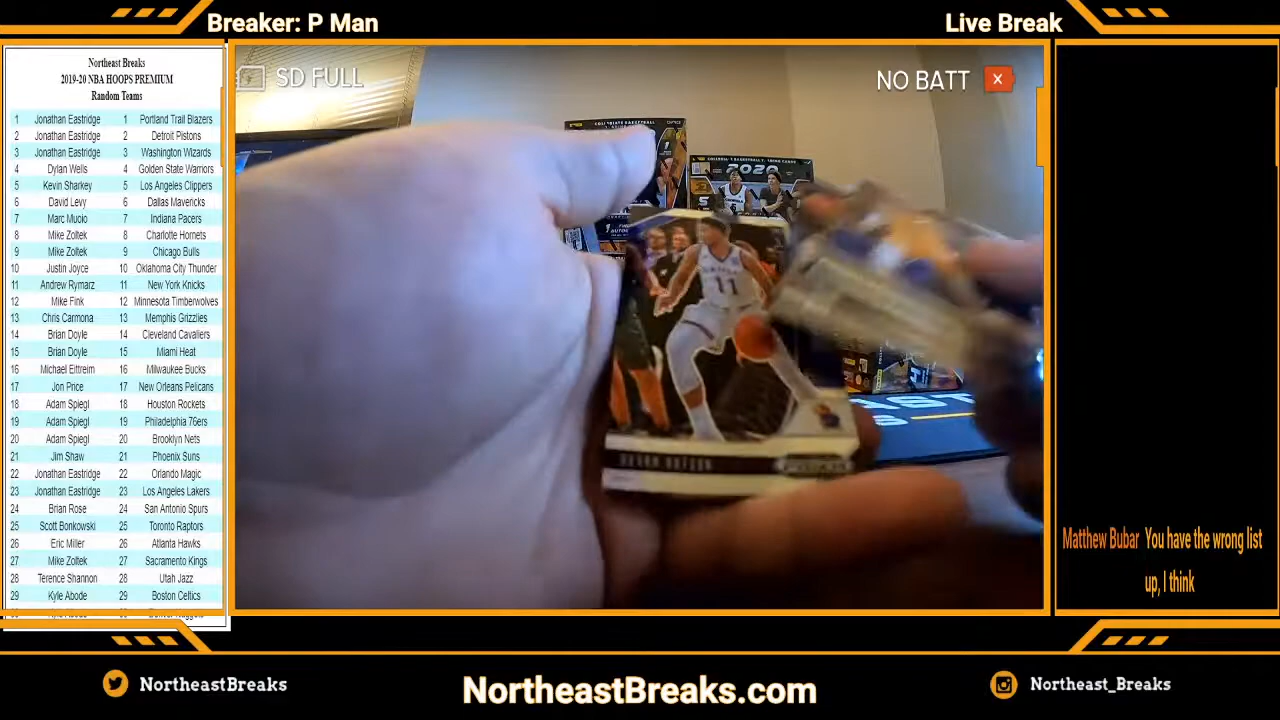 Breaker: P Man
Live Break
Northeast Breaks
2019-20 NBA HOOPS PREMIUM
Random Teams
1 Jonathan Eastridge 1 Portland Trail Blazers
2 Jonathan Eastridge 2 Detroit Pistons
3 Jonathan Eastridge 3 Washington Wizards
4 Dylan Wells 4 Golden State Warriors
5 Kevin Sharkey 5 Los Angeles Clippers
6 David Levy 6 Dallas Mavericks
7 Marc Muoio 7 Indiana Pacers
8 Mike Zoltek 8 Charlotte Hornets
9 Mike Zoltek 9 Chicago Bulls
10 Justin Joyce 10 Oklahoma City Thunder
11 Andrew Rymarz 11 New York Knicks
12 Mike Fink 12 Minnesota Timberwolves
13 Chris Carmona 13 Memphis Grizzlies
14 Brian Doyle 14 Cleveland Cavaliers
15 Brian Doyle 15 Miami Heat
16 Michael Eittreim 16 Milwaukee Bucks
17 Jon Price 17 New Orleans Pelicans
18 Adam Spiegl 18 Houston Rockets
19 Adam Spiegl 19 Philadelphia 76ers
20 Adam Spiegl 20 Brooklyn Nets
21 Jim Shaw 21 Phoenix Suns
22 Jonathan Eastridge 22 Orlando Magic
23 Jonathan Eastridge 23 Los Angeles Lakers
24 Brian Rose 24 San Antonio Spurs
25 Scott Bonkowski 25 Toronto Raptors
26 Eric Miller 26 Atlanta Hawks
27 Mike Zoltek 27 Sacramento Kings
28 Terence Shannon 28 Utah Jazz
29 Kyle Abode 29 Boston Celtics
SD FULL
NO BATT
2020
11
Matthew Bubar You have the wrong list
up, I think
NortheastBreaks
NortheastBreaks.com
Northeast_Breaks